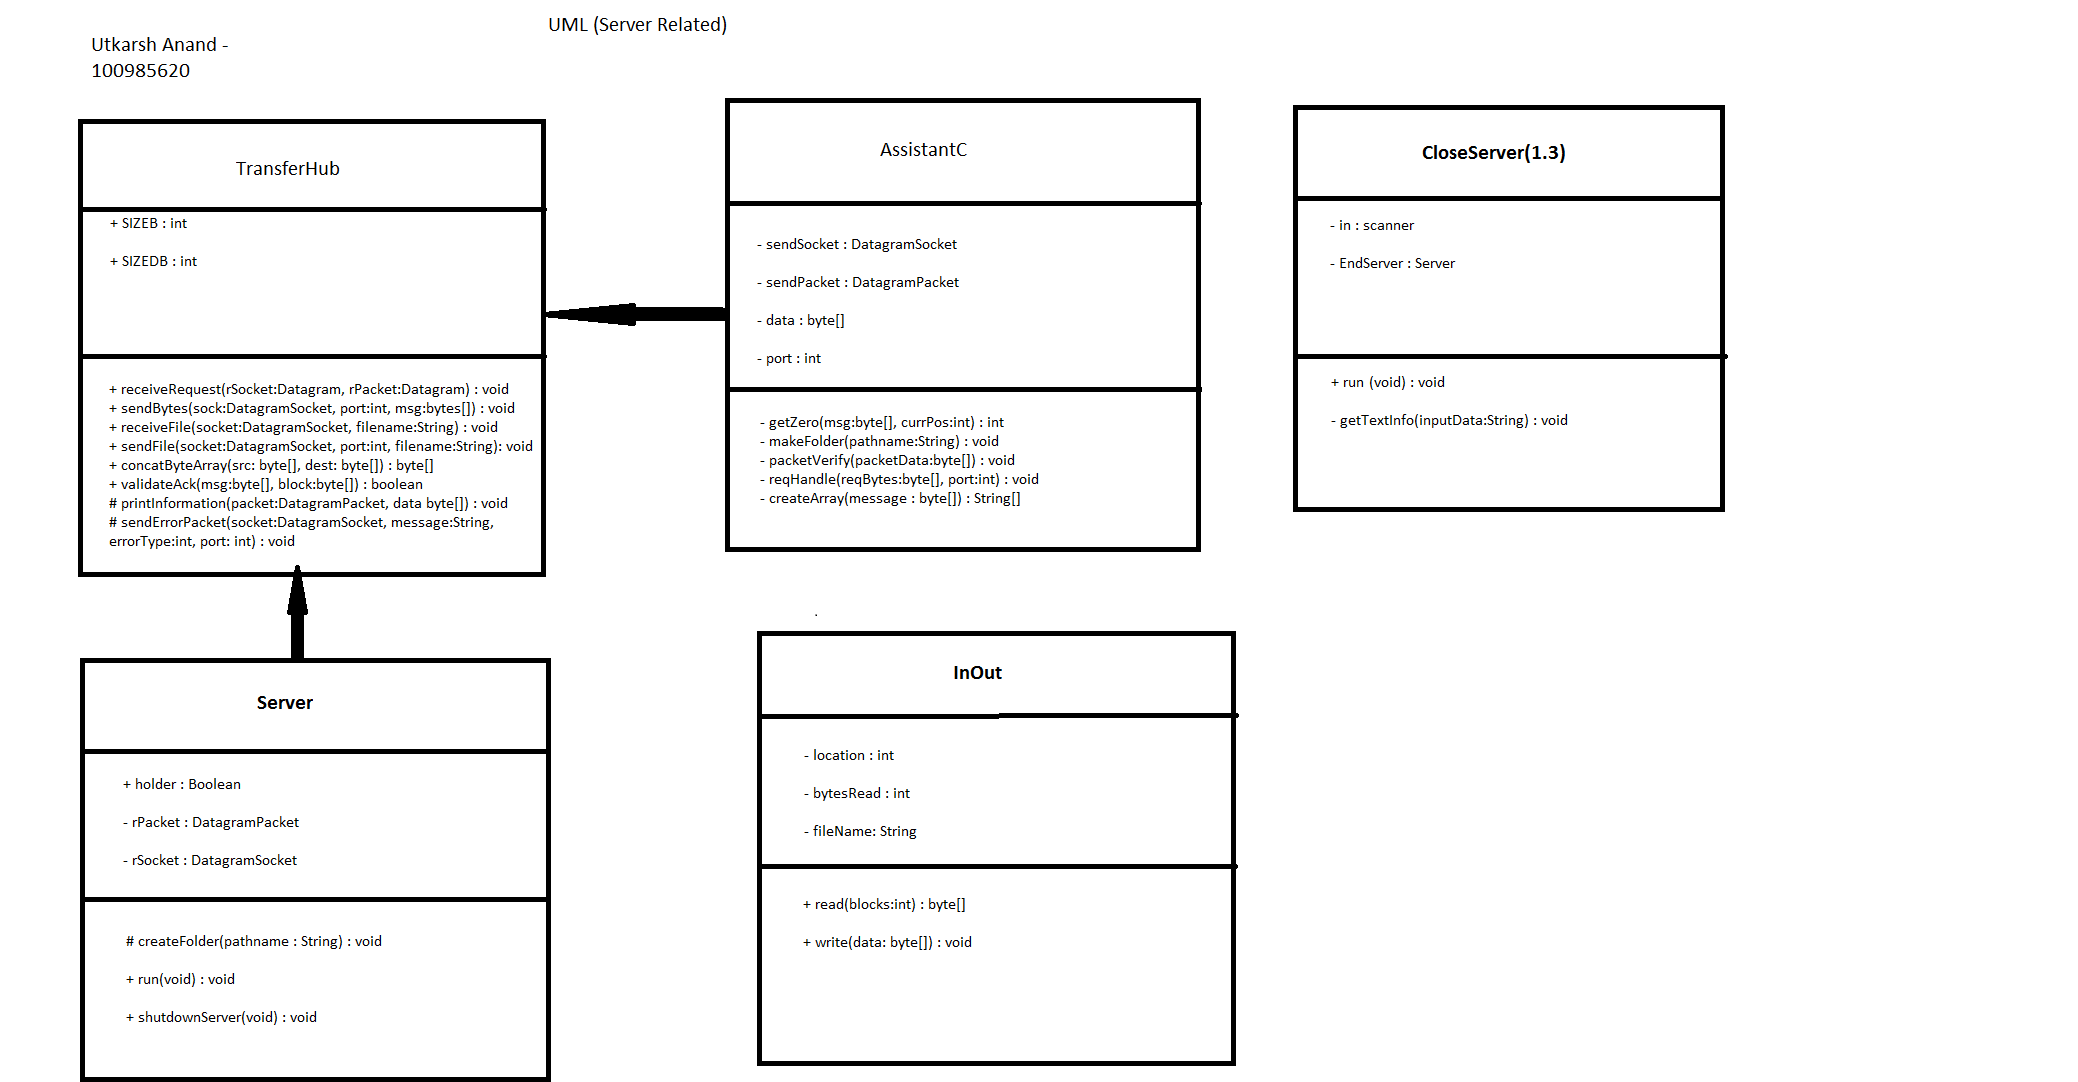 UML (Server Related)
Utkarsh Anand -
100985620
TransferHub
+ SIZEB : int
+ SIZEDB : int
+ receiveRequest(rSocket:Datagram, rPacket:Datagram) : void
+ sendBytes(sock:DatagramSocket, port:int, msg:bytes[]) : void
+ receiveFile(socket:DatagramSocket, filename:String) : void
+ sendFile(socket:DatagramSocket, port:int, filename:String): void
+ concatByteArray(src: byte[], dest: byte[]) : byte[]
+ validateAck(msg:byte[], block:byte[]) : boolean
# printInformation(packet:DatagramPacket, data byte[]) : void
# sendErrorPacket(socket:DatagramSocket, message:String,
errorType:int, port: int) : void
AssistantC
- sendSocket : DatagramSocket
- sendPacket : DatagramPacket
- data : byte[]
- port : int
- getZero(msg:byte[], currPos:int) : int
- makeFolder(pathname:String) : void
- packetVerify(packetData:byte[]) : void
- reqHandle(reqBytes:byte[], port:int) : void
- createArray(message : byte[]) : String[]
CloseServer(1.3)
- in : scanner
- EndServer : Server
+ run (void) : void
- getTextInfo(inputData:String) : void
Server
+ holder : Boolean
- rPacket : DatagramPacket
- rSocket : DatagramSocket
# createFolder(pathname : String) : void
+ run(void) : void
+ shutdownServer(void) : void
InOut
- location : int
- bytesRead : int
- fileName: String
+ read(blocks:int) : byte[]
+ write(data: byte[]) : void